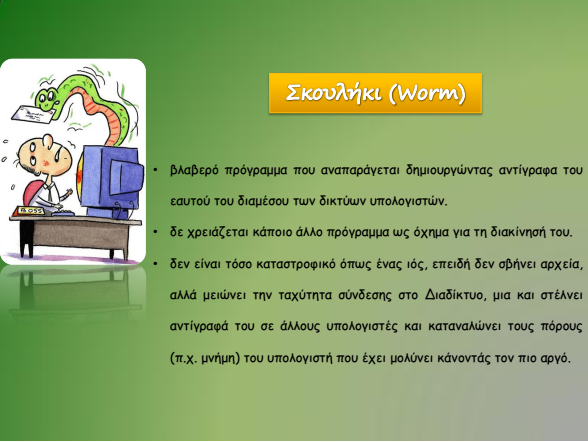 Σκουλήκι (Worm)
• βλαβερό πρόγραμμα που αναπαράγεται δημιουργώντας αντίγραφα του
εαυτού του διαμέσου των δικτύων υπολογιστών.
• δε χρειάζεται κάποιο άλλο πρόγραμμα ως όχημα για τη διακίνησή του.
• δεν είναι τόσο καταστροφικό όπως ένας ιός, επειδή δεν σβήνει αρχεία,
αλλά μειώνει την ταχύτητα σύνδεσης στο Διαδίκτυο, μια και στέλνει
αντίγραφά του σε άλλους υπολογιστές και καταναλώνει τους πόρους
(π.χ. μνήμη) του υπολογιστή που έχει μολύνει κάνοντάς τον πιο αργό.
BOSS